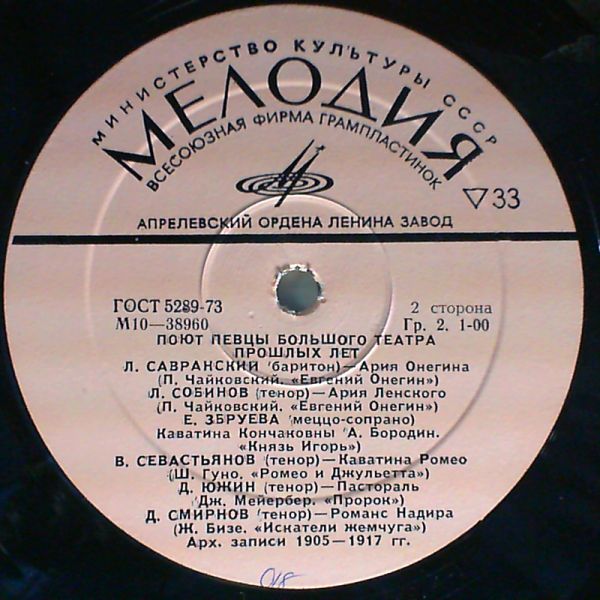 МИНИСТЕРСТВО КУЛЬТУРЫ СССР
МЕЛОДИЯ
ВСЕСОЮЗНАЯ ФИРМА ГРАМПЛАСТИНОК
33
АПРЕЛЕВСКИЙ ОРДЕНА ЛЕНИНА ЗАВОД
ГОСТ 5289-73 2 сторона
М10—38960 Гр. 2. 1-00
ПОЮТ ПЕВЦЫ БОЛЬШОГО ТЕАТРА
ПРОШЛЫХ ЛЕТ
Л. САВРАНСКИЙ (баритон)—Ария Онегина
(П. Чайковский. «Евгений Онегин»)
Л. СОБИНОВ (тенор)—Ария Ленского
(П. Чайковский. «Евгений Онегин»)
Е. ЗБРУЕВА (меццо-сопрано)
Каватина Кончаковны (А. Бородин.
«Князь Игорь»)
В. СЕВАСТЬЯНОВ (тенор)—Каватина Ромео
(Ш. Гуно. «Ромео и Джульетта»)
Д. ЮЖИН (тенор)—Пастораль
(Дж. Мейербер. «Пророк»)
Д. СМИРНОВ (тенор)—Романс Надира
(Ж. Бизе. «Искатели жемчуга»)
Арх. записи 1905—1917 гг.